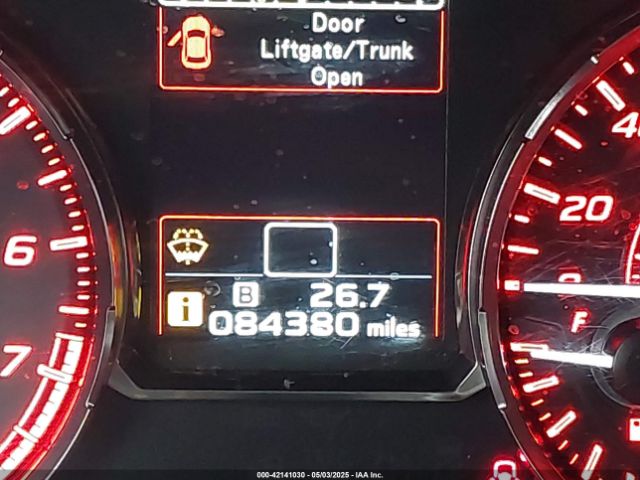 Door
Liftgate/Trunk
Open
40
20
6
0
B 26.7
i
084380 miles
F
7
000-42141030 - 05/03/2025 - IAA Inc.